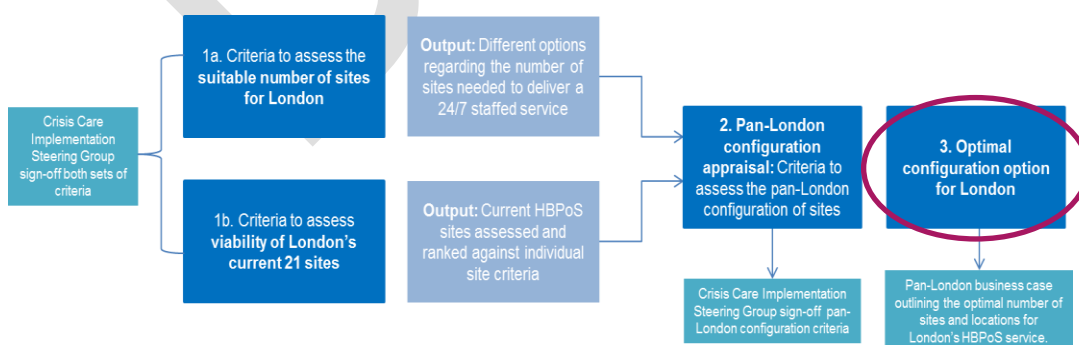 Crisis Care
Implementation
Steering Group
sign-off both sets of
criteria
1a. Criteria to assess the
suitable number of sites
for London
1b. Criteria to assess
viability of London's
current 21 sites
Output: Different options
regarding the number of
sites needed to deliver a
24/7 staffed service
Output: Current HBPoS
sites assessed and
ranked against individual
site criteria
2. Pan-London
configuration
appraisal: Criteria to
assess the pan-London
configuration of sites
Crisis Care Implementation
Steering Group sign-off pan-
London configuration criteria
3. Optimal
configuration option
for London
Pan-London business case
outlining the optimal number of
sites and locations for
London's HBPoS service.